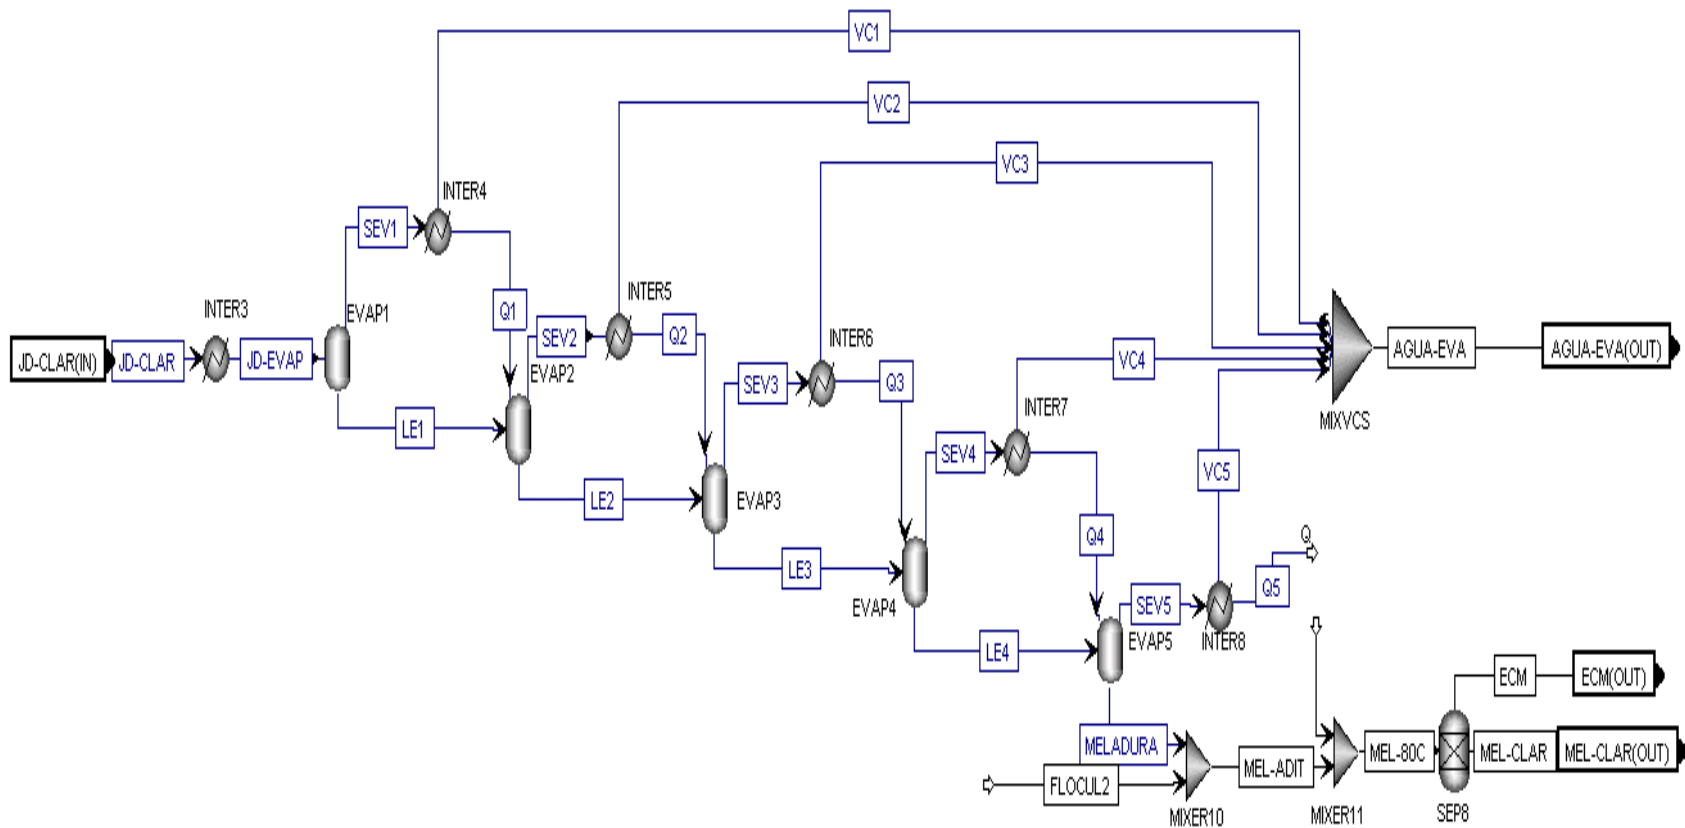 VC1
VC2
VC3
INTER4
SEV1
INTER3
EVAP1
Q1
INTER5
SEV2
Q2
INTER6
JD-CLAR(IN)
JD-CLAR
JD-EVAP
EVAP2
SEV3
Q3
VC4
AGUA-EVA
AGUA-EVA(OUT)
MIXVCS
LE1
INTER7
SEV4
VC5
LE2
EVAP3
Q4
Q
LE3
EVAP4
SEV5
Q5
INTER8
LE4
EVAP5
ECM
ECM(OUT)
MELADURA
MEL-80C
MEL-CLAR
MEL-CLAR(OUT)
FLOCUL2
MEL-ADIT
MIXER10
MIXER11
SEP8